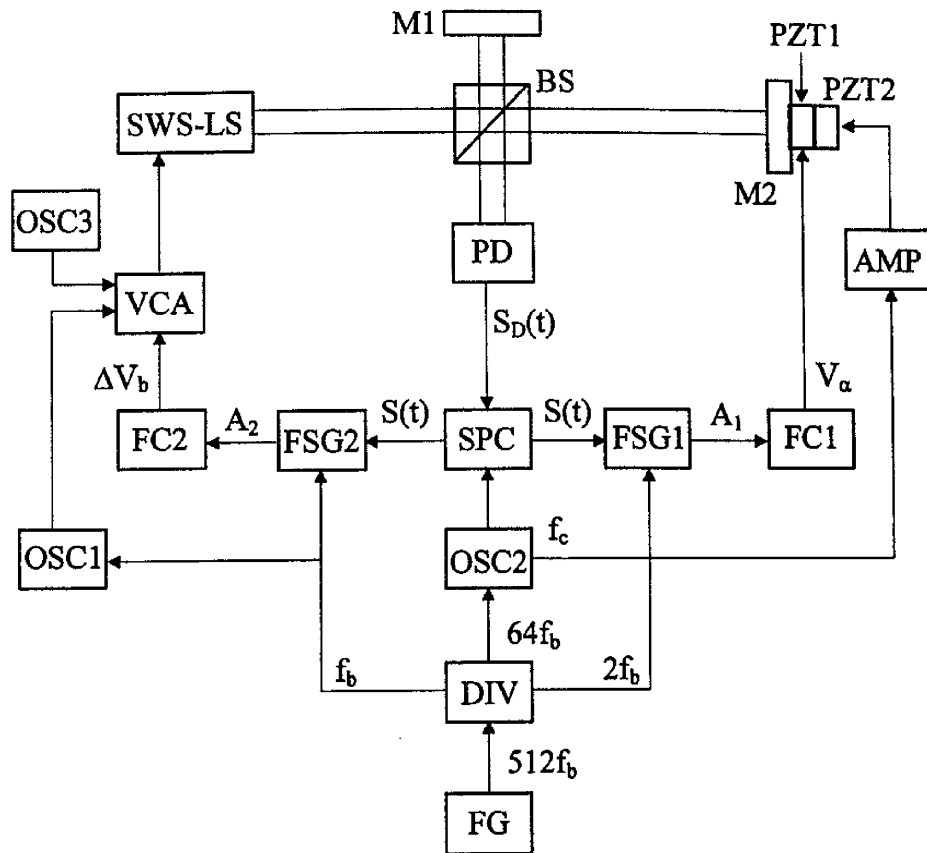 M1
PZT1
BS
PZT2
SWS-LS
M2
OSC3
PD
AMP
VCA
S_D(t)
ΔV_b
V_α
S(t)
S(t)
A_2
A_1
FC2
FSG2
SPC
FSG1
FC1
f_c
OSC1
OSC2
64f_b
f_b
2f_b
DIV
512f_b
FG